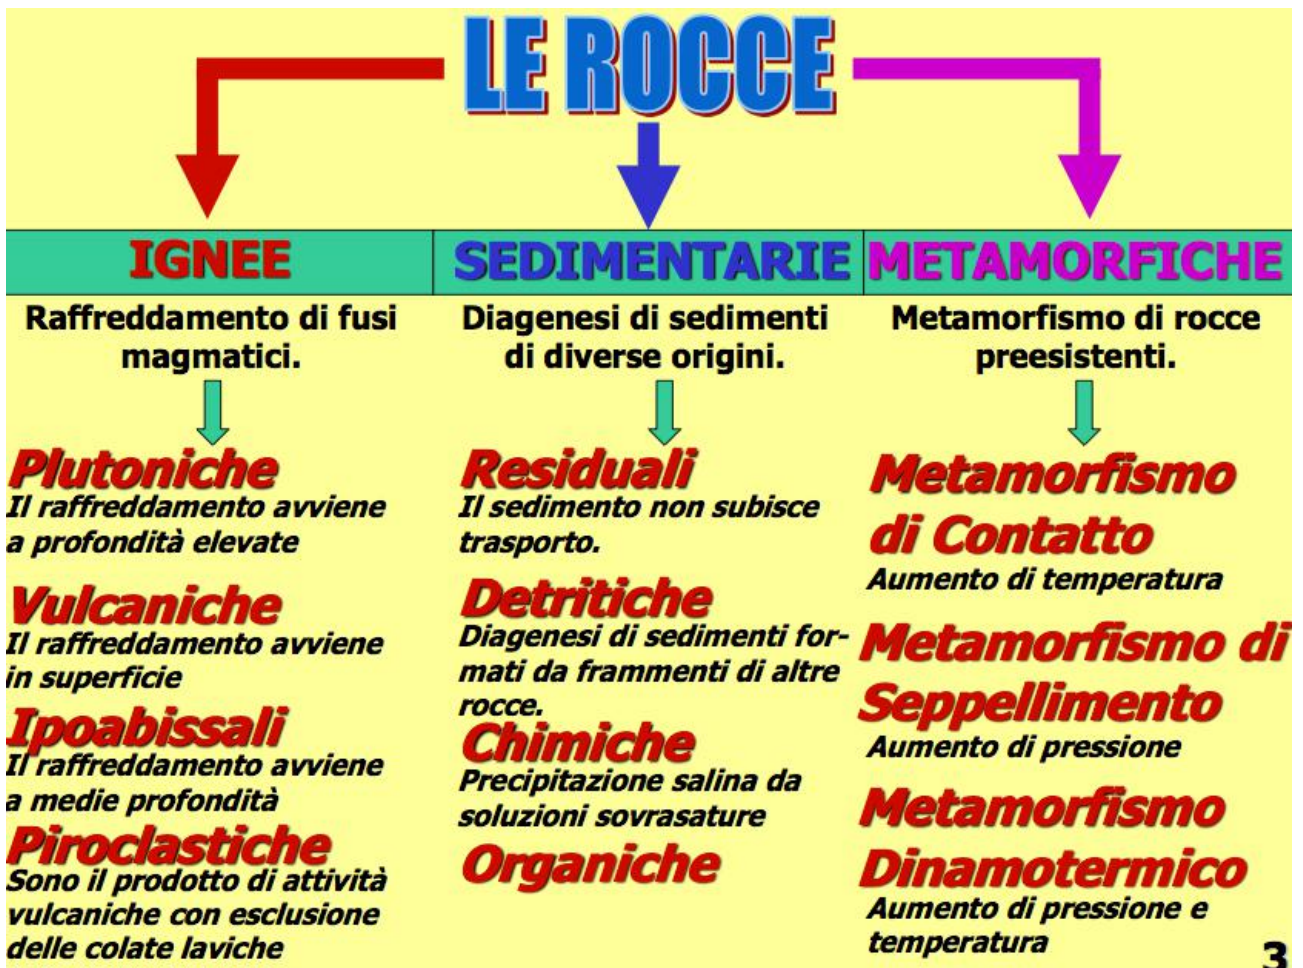 LE ROCCE
IGNEE
Raffreddamento di fusi
magmatici.
Plutoniche
Il raffreddamento avviene
a profondità elevate
Vulcaniche
Il raffreddamento avviene
in superficie
Ipoabissali
Il raffreddamento avviene
a medie profondità
Piroclastiche
Sono il prodotto di attività
vulcaniche con esclusione
delle colate laviche
SEDIMENTARIE
Diagenesi di sedimenti
di diverse origini.
Residuali
Il sedimento non subisce
trasporto.
Detritiche
Diagenesi di sedimenti for-
mati da frammenti di altre
rocce.
Chimiche
Precipitazione salina da
soluzioni sovrasature
Organiche
METAMORFICHE
Metamorfismo di rocce
preesistenti.
Metamorfismo
di Contatto
Aumento di temperatura
Metamorfismo di
Seppellimento
Aumento di pressione
Metamorfismo
Dinamotermico
Aumento di pressione e
temperatura
3